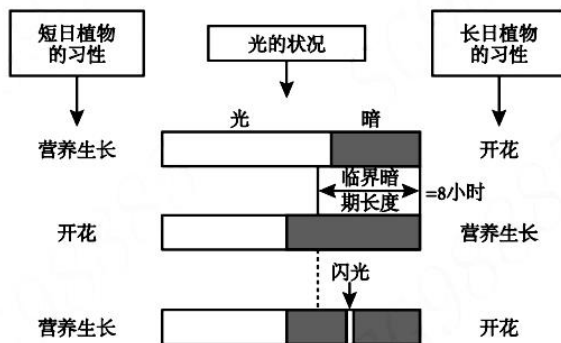 短日植物
的习性
光的状况
长日植物
的习性
光
暗
营养生长
开花
临界暗
期长度
=8小时
开花
营养生长
闪光
营养生长
开花